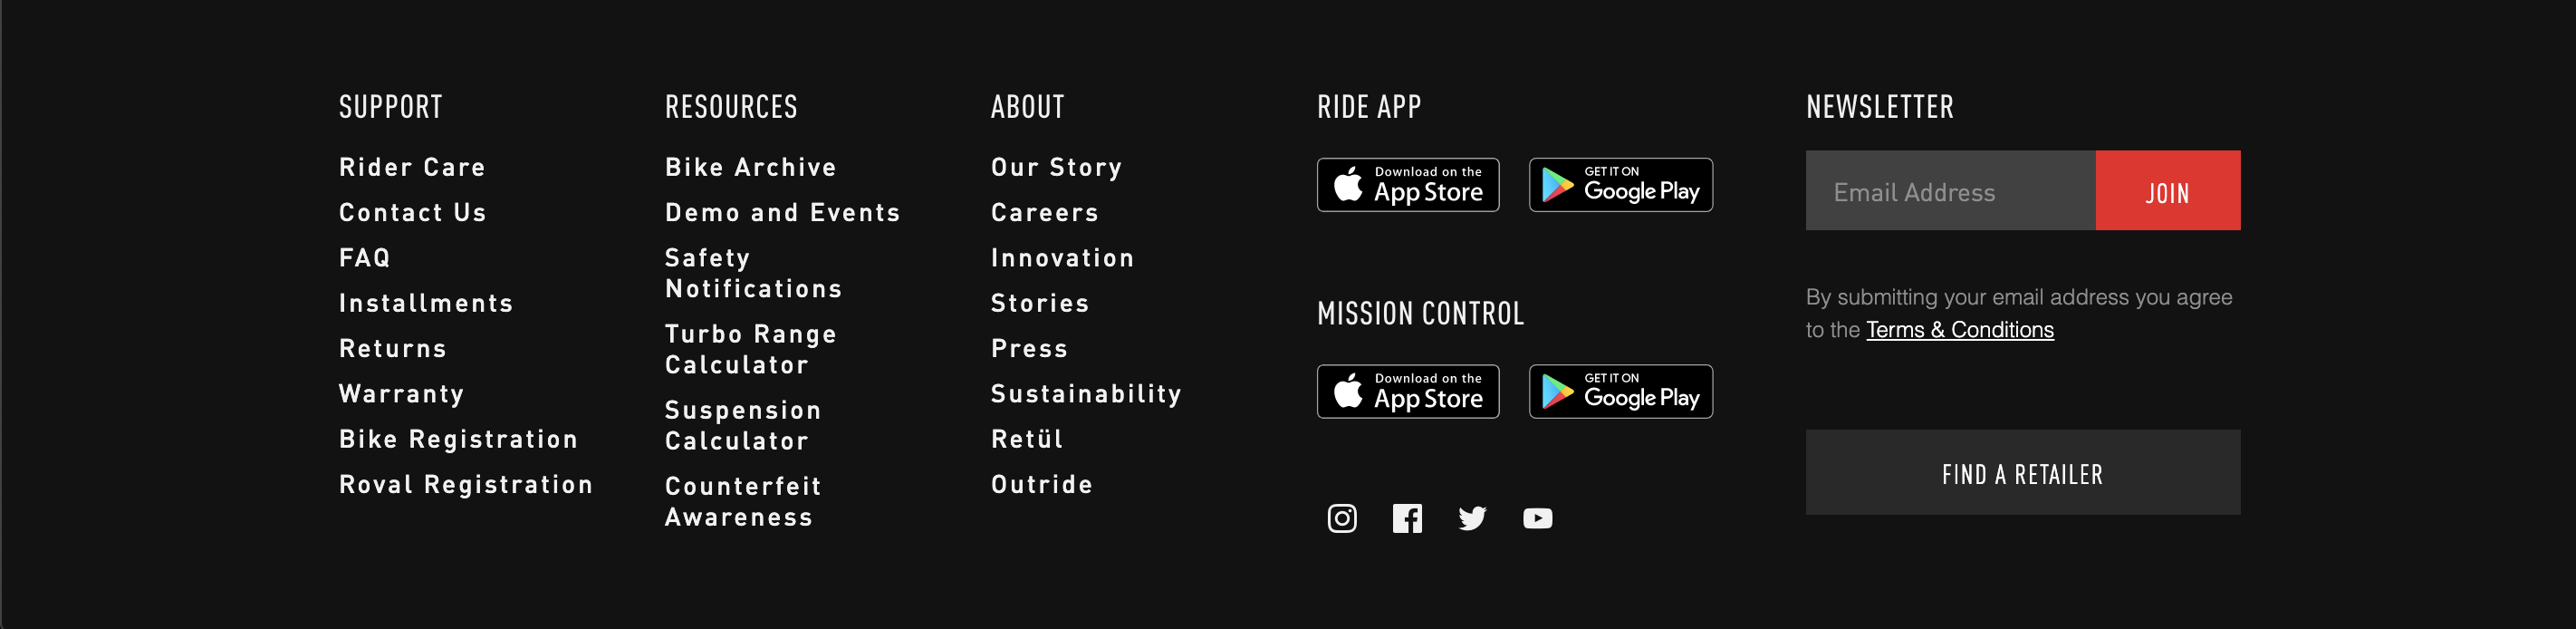 SUPPORT
Rider Care
Contact Us
FAQ
Installments
Returns
Warranty
Bike Registration
Roval Registration
RESOURCES
Bike Archive
Demo and Events
Safety
Notifications
Turbo Range
Calculator
Suspension
Calculator
Counterfeit
Awareness
ABOUT
Our Story
Careers
Innovation
Stories
Press
Sustainability
Retül
Outride
RIDE APP
Download on the
App Store
GET IT ON
Google Play
MISSION CONTROL
Download on the
App Store
GET IT ON
Google Play
NEWSLETTER
Email Address
JOIN
By submitting your email address you agree
to the Terms & Conditions
FIND A RETAILER